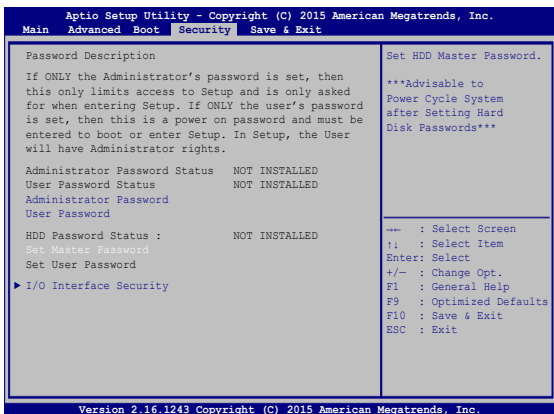 Aptio Setup Utility - Copyright (C) 2015 American Megatrends, Inc.
Main Advanced Boot Security Save & Exit
Password Description
If ONLY the Administrator's password is set, then
this only limits access to Setup and is only asked
for when entering Setup. If ONLY the user's password
is set, then this is a power on password and must be
entered to boot or enter Setup. In Setup, the User
will have Administrator rights.
Administrator Password Status NOT INSTALLED
User Password Status NOT INSTALLED
Administrator Password
User Password
HDD Password Status : NOT INSTALLED
Set Master Password
Set User Password
► I/O Interface Security
Set HDD Master Password.
***Advisable to
Power Cycle System
after Setting Hard
Disk Passwords***
→← : Select Screen
↑↓ : Select Item
Enter: Select
+/— : Change Opt.
F1 : General Help
F9 : Optimized Defaults
F10 : Save & Exit
ESC : Exit
Version 2.16.1243 Copyright (C) 2015 American Megatrends, Inc.